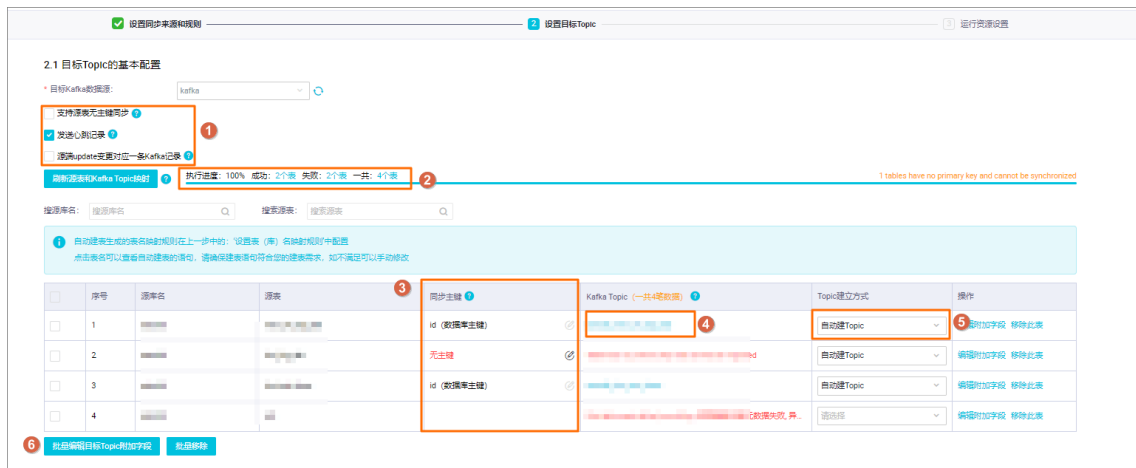 设置同步来源和规则
2 设置目标Topic
3 运行资源设置
2.1 目标Topic的基本配置
* 目标Kafka数据源: kafka
支持源表无主键同步 ?
发送心跳记录 ?
1
源端update变更对应一条Kafka记录 ?
刷新源表和Kafka Topic映射 ? 执行进度: 100% 成功: 2个表 失败: 2个表 一共: 4个表 2 1 tables have no primary key and cannot be synchronized
搜源库名: 搜源库名 搜索源表: 搜索源表
自动建表生成的表名映射规则在上一步中的: '设置表 (库) 名映射规则'中配置
点击表名可以查看自动建表的语句, 请确保建表语句符合您的建表需求, 如不满足可以手动修改
3
序号 源库名 源表 同步主键 ? Kafka Topic (一共4笔数据) ? Topic建立方式 操作
1 id (数据库主键) 4 自动建Topic 5 编辑附加字段 移除此表
2 无主键 自动建Topic 编辑附加字段 移除此表
3 id (数据库主键) 自动建Topic 编辑附加字段 移除此表
4 元数据失败, 异... 请选择 编辑附加字段 移除此表
6 批量编辑目标Topic附加字段 批量移除